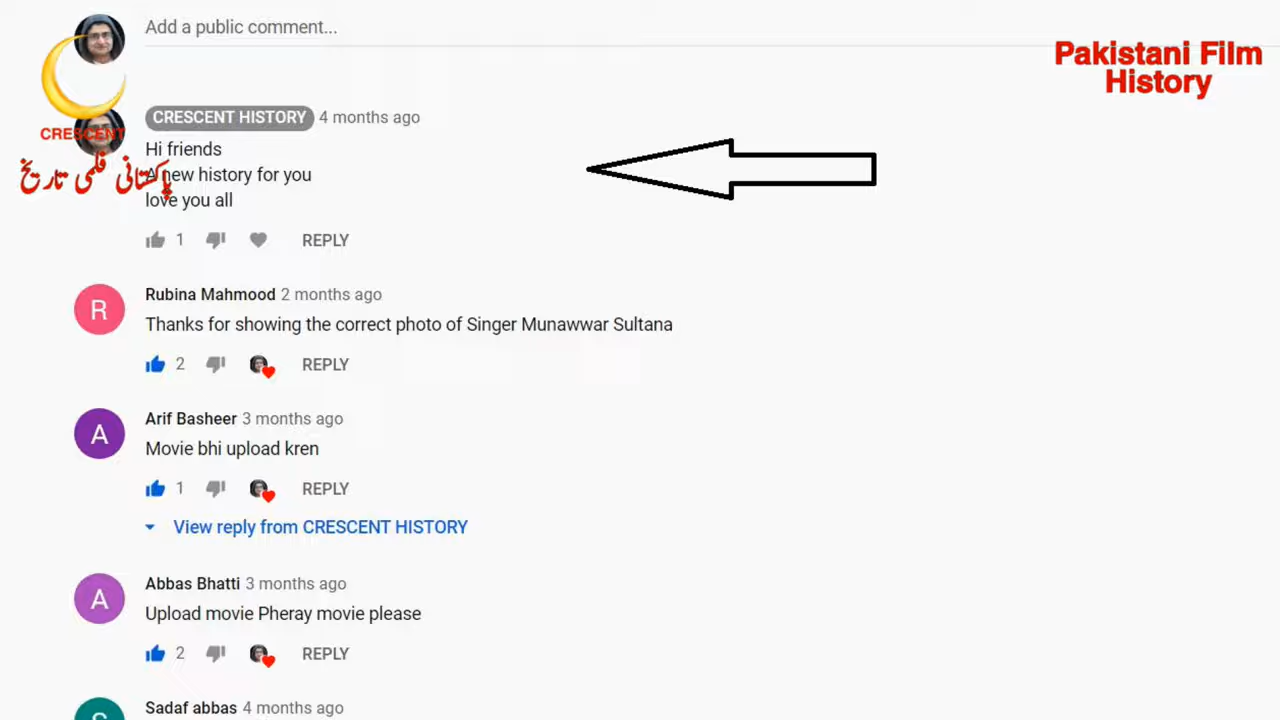 Add a public comment...
Pakistani Film
History
CRESCENT
پاکستانی فلمی تاریخ
CRESCENT HISTORY 4 months ago
Hi friends
A new history for you
love you all
1 REPLY
Rubina Mahmood 2 months ago
Thanks for showing the correct photo of Singer Munawwar Sultana
2 REPLY
R
Arif Basheer 3 months ago
Movie bhi upload kren
1 REPLY
A
View reply from CRESCENT HISTORY
Abbas Bhatti 3 months ago
Upload movie Pheray movie please
2 REPLY
A
Sadaf abbas 4 months ago
S